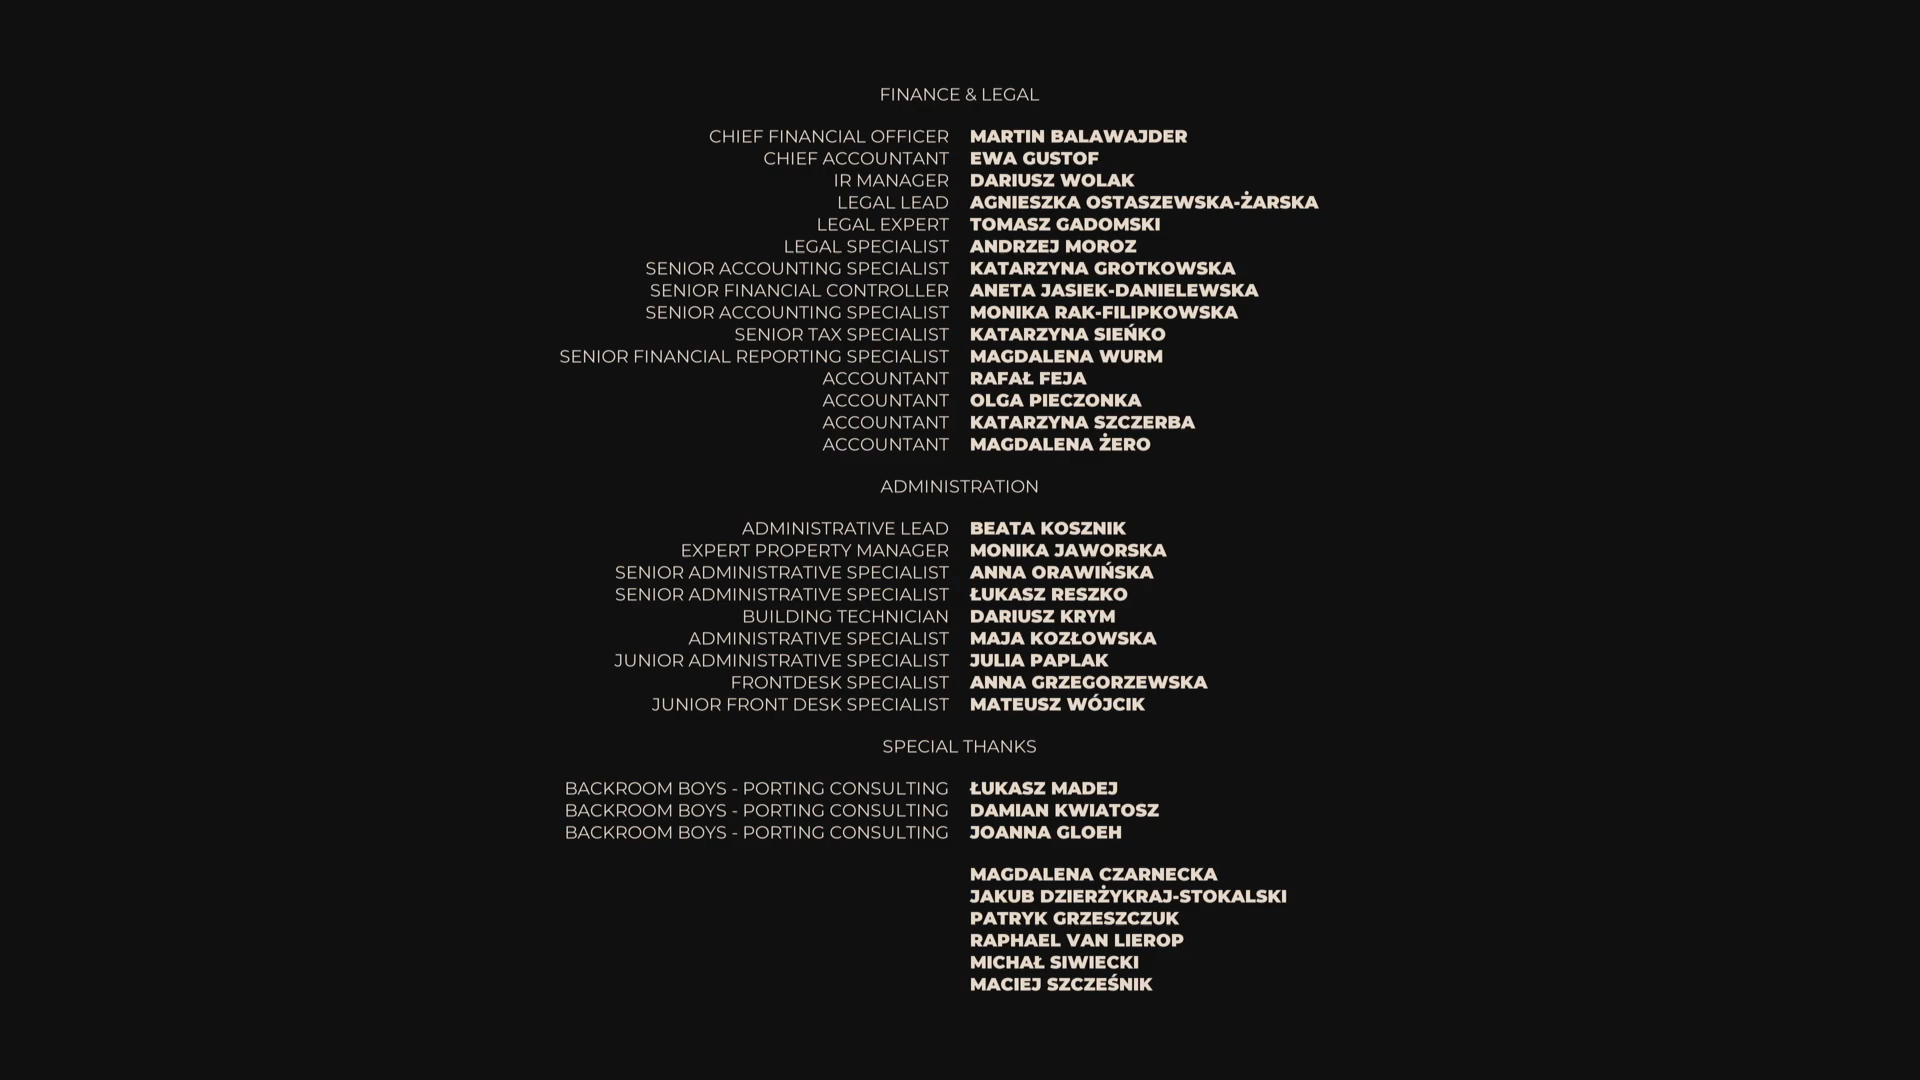 FINANCE & LEGAL
CHIEF FINANCIAL OFFICER MARTIN BALAWAJDER
CHIEF ACCOUNTANT EWA GUSTOF
IR MANAGER DARIUSZ WOLAK
LEGAL LEAD AGNIESZKA OSTASZEWSKA-ŻARSKA
LEGAL EXPERT TOMASZ GADOMSKI
LEGAL SPECIALIST ANDRZEJ MOROZ
SENIOR ACCOUNTING SPECIALIST KATARZYNA GROTKOWSKA
SENIOR FINANCIAL CONTROLLER ANETA JASIEK-DANIELEWSKA
SENIOR ACCOUNTING SPECIALIST MONIKA RAK-FILIPKOWSKA
SENIOR TAX SPECIALIST KATARZYNA SIEŃKO
SENIOR FINANCIAL REPORTING SPECIALIST MAGDALENA WURM
ACCOUNTANT RAFAŁ FEJA
ACCOUNTANT OLGA PIECZONKA
ACCOUNTANT KATARZYNA SZCZERBA
ACCOUNTANT MAGDALENA ŻERO
ADMINISTRATION
ADMINISTRATIVE LEAD BEATA KOSZNIK
EXPERT PROPERTY MANAGER MONIKA JAWORSKA
SENIOR ADMINISTRATIVE SPECIALIST ANNA ORAWIŃSKA
SENIOR ADMINISTRATIVE SPECIALIST ŁUKASZ RESZKO
BUILDING TECHNICIAN DARIUSZ KRYM
ADMINISTRATIVE SPECIALIST MAJA KOZŁOWSKA
JUNIOR ADMINISTRATIVE SPECIALIST JULIA PAPLAK
FRONTDESK SPECIALIST ANNA GRZEGORZEWSKA
JUNIOR FRONT DESK SPECIALIST MATEUSZ WÓJCIK
SPECIAL THANKS
BACKROOM BOYS - PORTING CONSULTING ŁUKASZ MADEJ
BACKROOM BOYS - PORTING CONSULTING DAMIAN KWIATOSZ
BACKROOM BOYS - PORTING CONSULTING JOANNA GLOEH
MAGDALENA CZARNECKA
JAKUB DZIERŻYKRAJ-STOKALSKI
PATRYK GRZESZCZUK
RAPHAEL VAN LIEROP
MICHAŁ SIWIECKI
MACIEJ SZCZEŚNIK